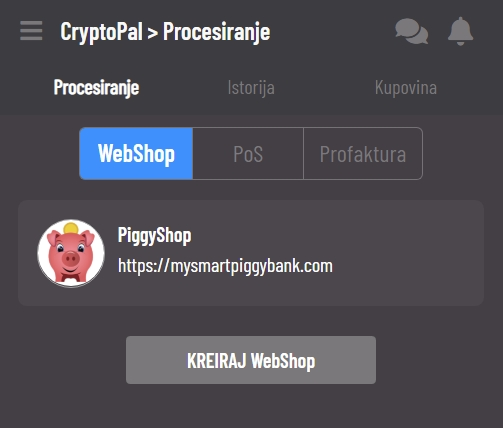 CryptoPal > Procesiranje
Procesiranje Istorija Kupovina
WebShop PoS Profaktura
PiggyShop
https://mysmartpiggybank.com
KREIRAJ WebShop